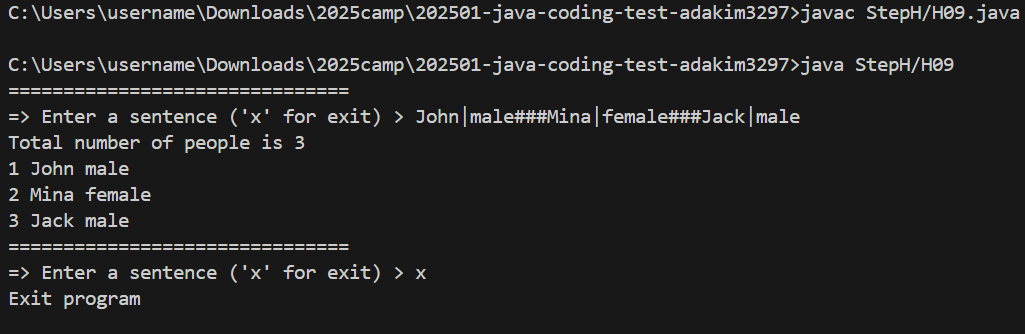 C:\Users\username\Downloads\2025camp\202501-java-coding-test-adakim3297>javac StepH/H09.java
C:\Users\username\Downloads\2025camp\202501-java-coding-test-adakim3297>java StepH/H09
===============================
=> Enter a sentence ('x' for exit) > John|male###Mina|female###Jack|male
Total number of people is 3
1 John male
2 Mina female
3 Jack male
===============================
=> Enter a sentence ('x' for exit) > x
Exit program